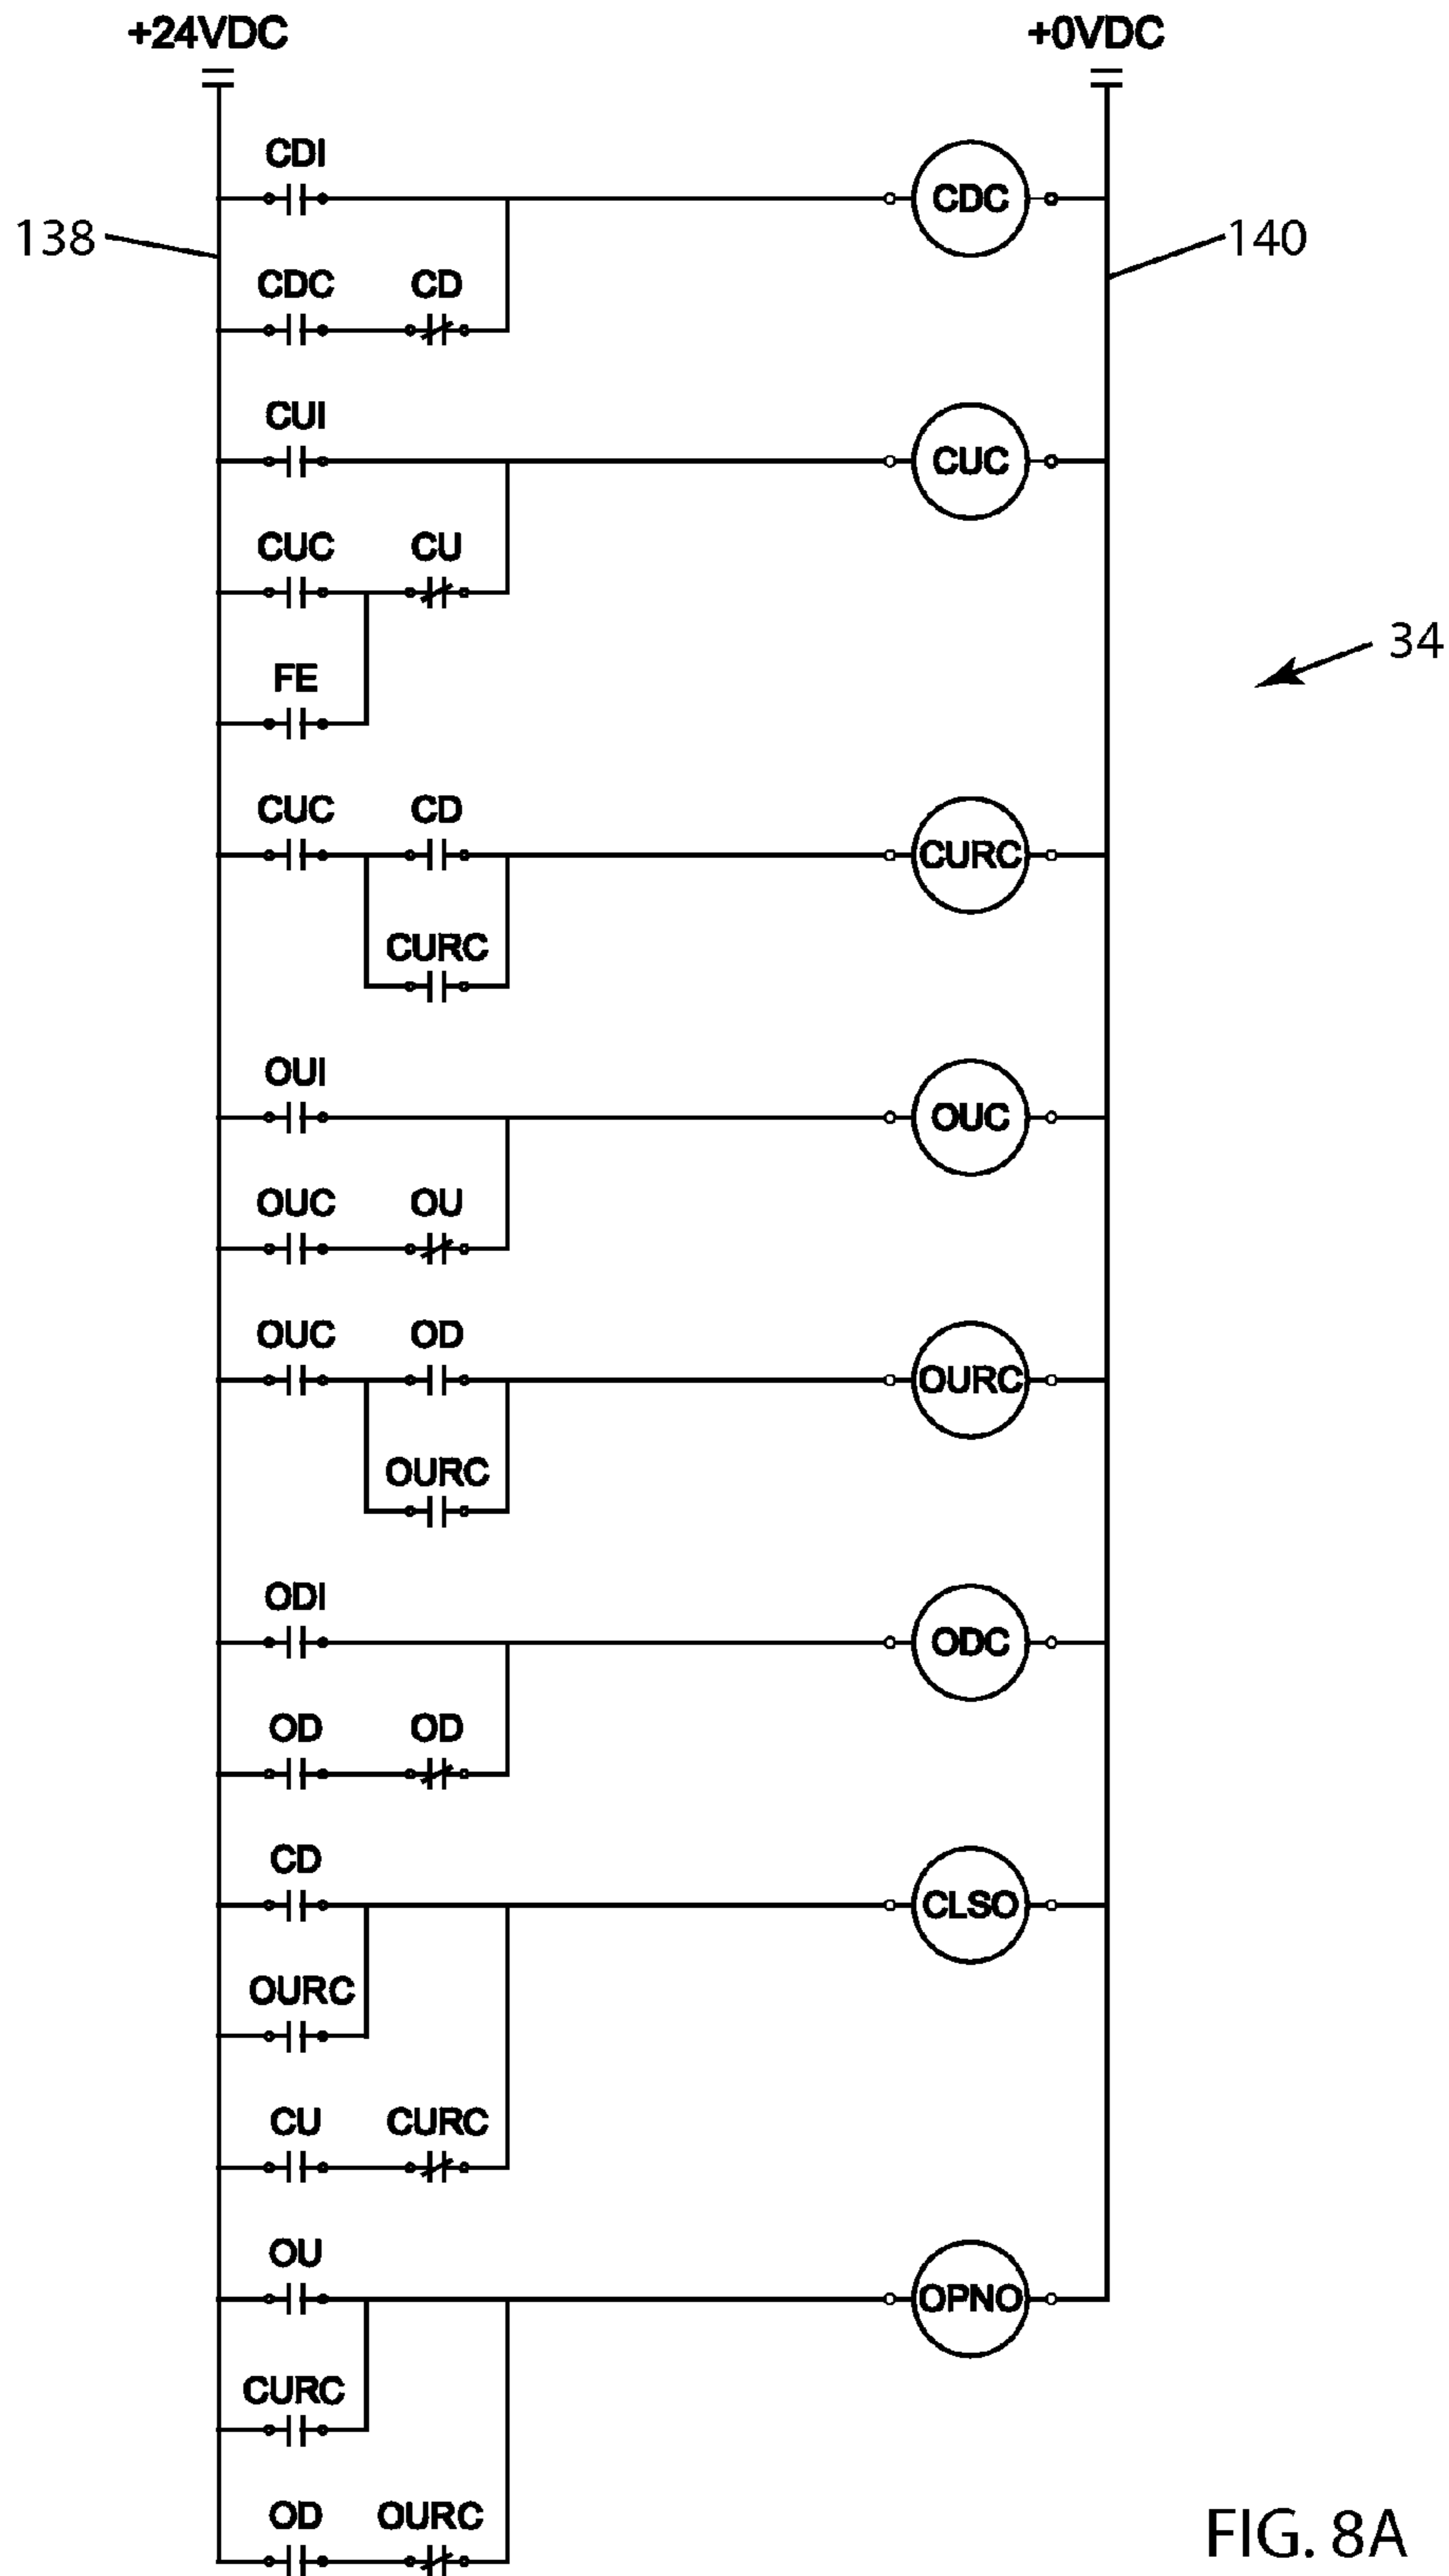 +24VDC +0VDC
CDI
CDC
138 140
CDC CD
CUI
CUC
CUC CU
34
FE
CUC CD
CURC
CURC
OUI
OUC
OUC OU
OUC OD
OURC
OURC
ODI
ODC
OD OD
CD
CLSO
OURC
CU CURC
OU
OPNO
CURC
OD OURC
FIG. 8A